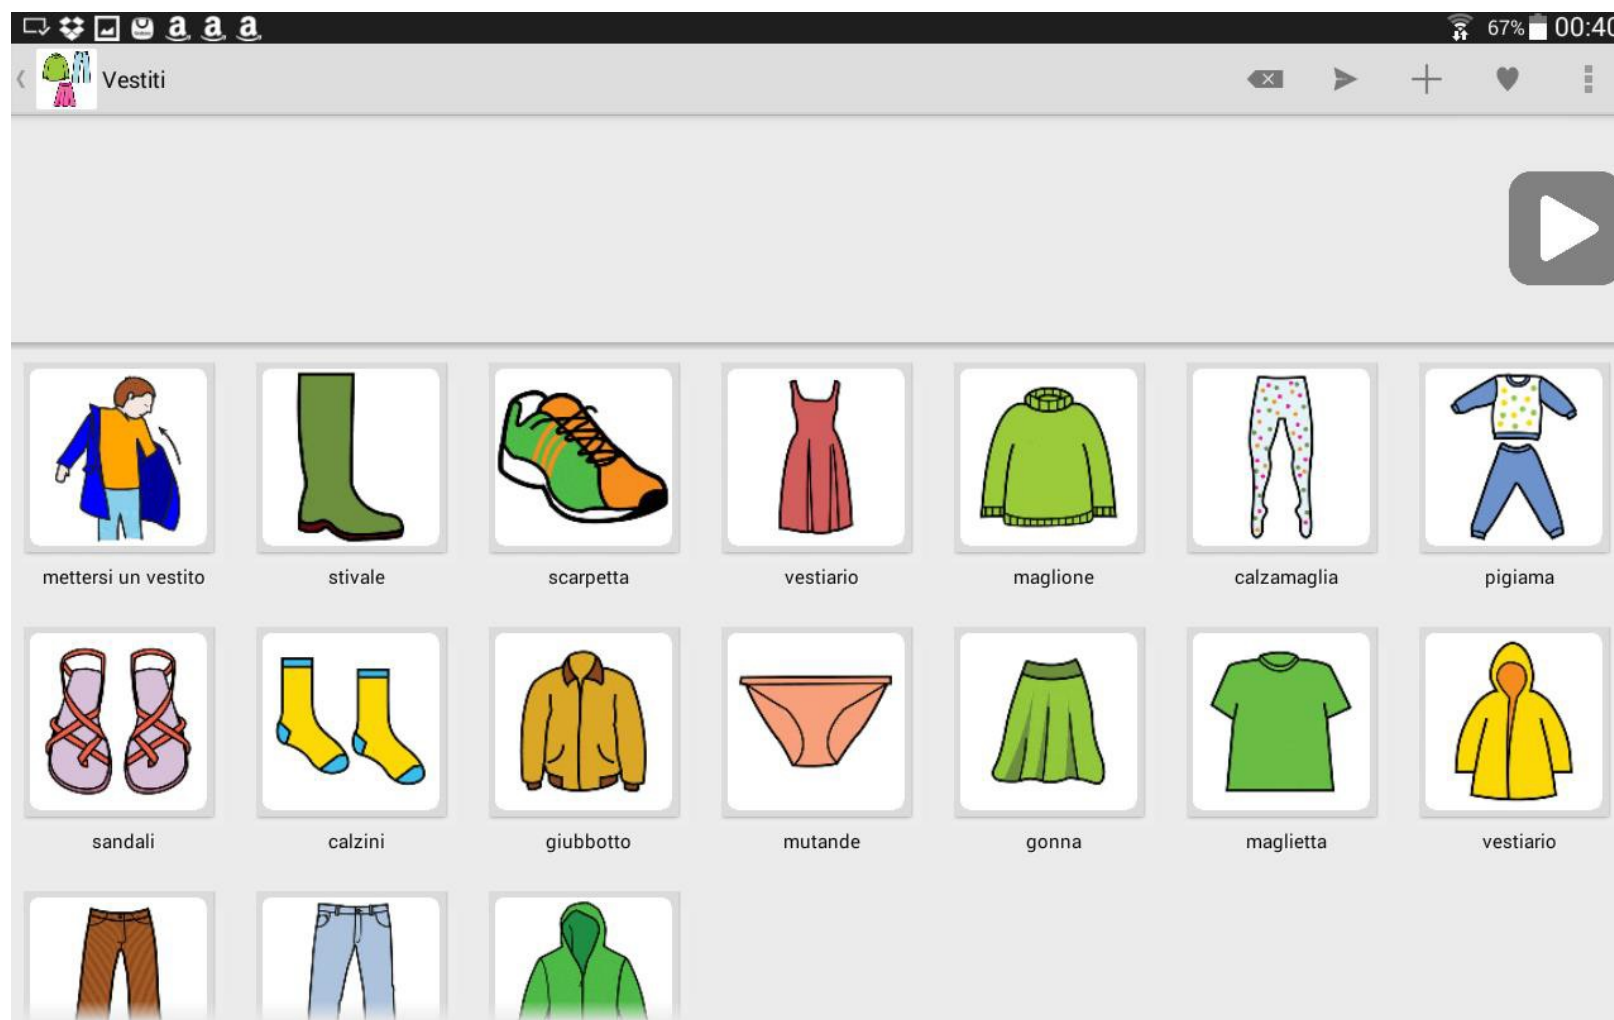 67% 00:40
Vestiti
mettersi un vestito stivale scarpetta vestiario maglione calzamaglia pigiama
sandali calzini giubbotto mutande gonna maglietta vestiario